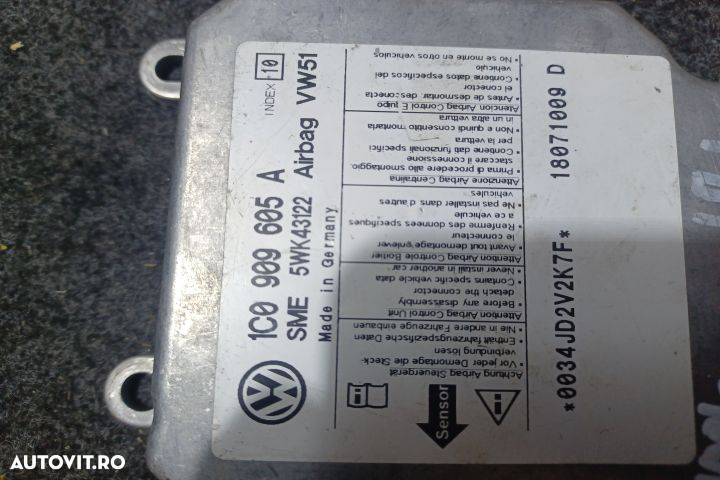 1C0 909 605 A
INDEX 10
SME 5WK43122 Airbag VW51
Made in Germany
Sensor
Achtung Airbag Steuergerät
• Vor jeder Demontage die Steck-
verbindung lösen
• Enthält fahrzeugspezifische Daten
• Nie in andere Fahrzeuge einbauen
Attention Airbag Control Unit
• Before any disassembly
detach the connector
• Contains specific vehicle data
• Never install in another car
Attention Airbag Controle Boîtier
• Avant tout demontage enlever
le connecteur
• Renferme des données specifiques
a ce vehicule
• Ne pas installer dans d'autres
vehicules
Attenzione Airbag Centralina
• Prima di procedere allo smontaggio
staccare il connessione
• Contiene dati funzionali specifici
per la vettura
• Non e quindi consentito montarla
in un altra vettura
Atencion Airbag Control E juipo
• Antes de desmontar, desconecta
el conector
• Contiene datos especificos del
vehiculo
• No se monte en otros vehiculos
*0034JD2V2K7F*
18071009 D
AUTOVIT.RO
autovit.ro